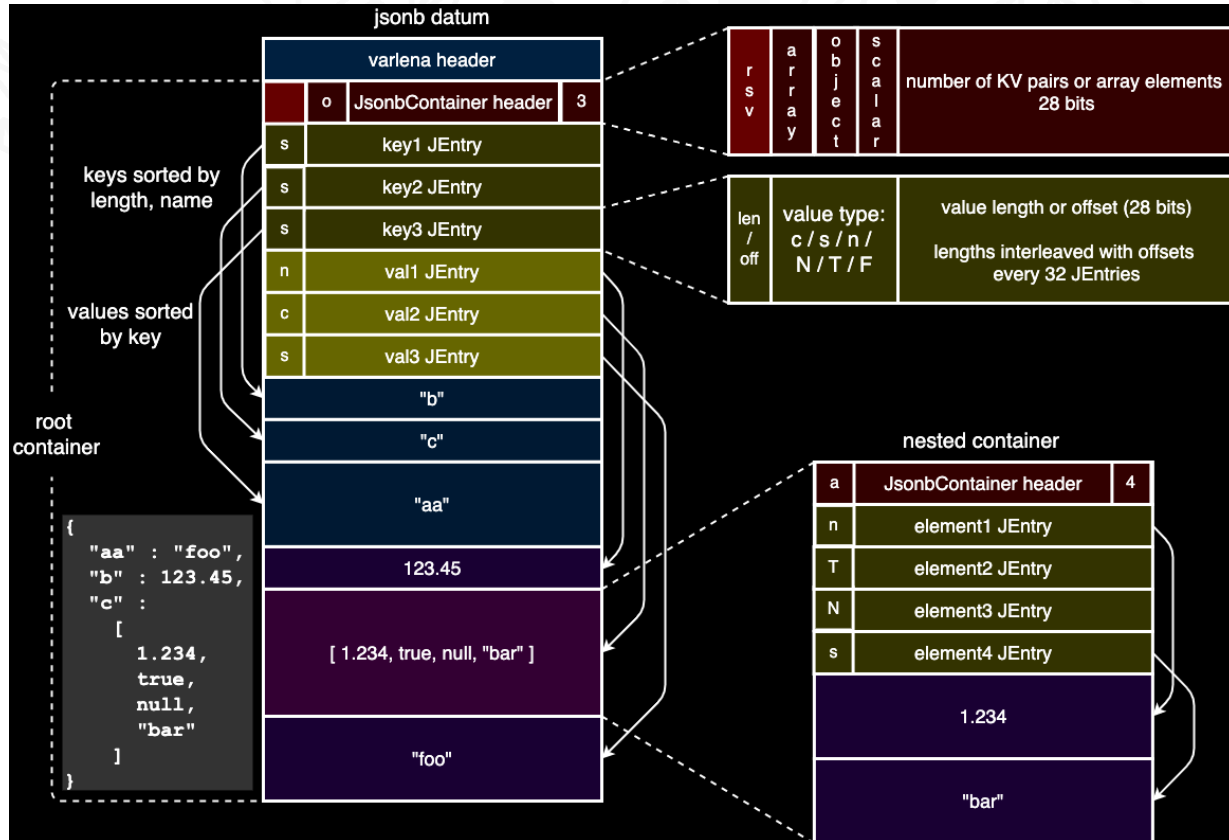 jsonb datum
varlena header
o JsonbContainer header 3
s key1 JEntry
s key2 JEntry
s key3 JEntry
n val1 JEntry
c val2 JEntry
s val3 JEntry
"b"
"c"
"aa"
123.45
[ 1.234, true, null, "bar" ]
"foo"
keys sorted by
length, name
values sorted
by key
root
container
{
"aa" : "foo",
"b" : 123.45,
"c" :
[
1.234,
true,
null,
"bar"
]
}
rsv
array
object
scalar
number of KV pairs or array elements
28 bits
len
/
off
value type:
c / s / n /
N / T / F
value length or offset (28 bits)
lengths interleaved with offsets
every 32 JEntries
nested container
a JsonbContainer header 4
n element1 JEntry
T element2 JEntry
N element3 JEntry
s element4 JEntry
1.234
"bar"